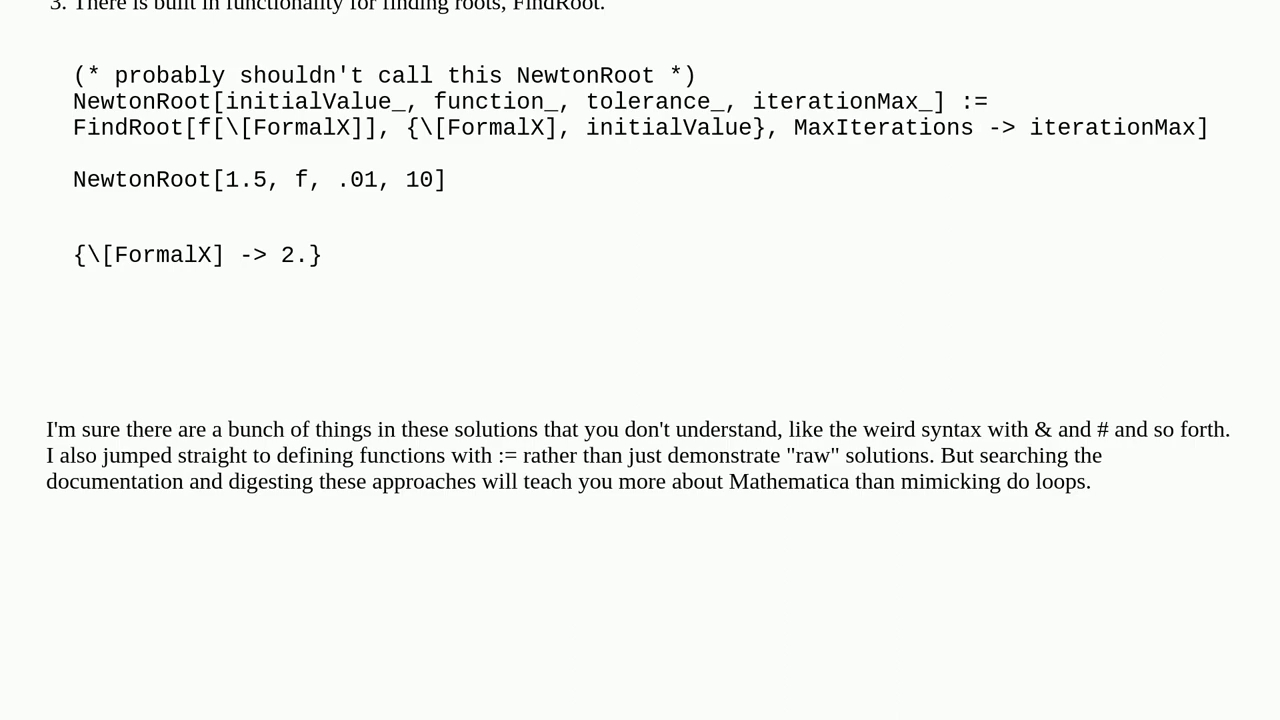 3. There is built in functionality for finding roots, FindRoot.
(* probably shouldn't call this NewtonRoot *)
NewtonRoot[initialValue_, function_, tolerance_, iterationMax_] :=
FindRoot[f[\[FormalX]], {\[FormalX], initialValue}, MaxIterations -> iterationMax]
NewtonRoot[1.5, f, .01, 10]
{\[FormalX] -> 2.}
I'm sure there are a bunch of things in these solutions that you don't understand, like the weird syntax with & and # and so forth.
I also jumped straight to defining functions with := rather than just demonstrate "raw" solutions. But searching the
documentation and digesting these approaches will teach you more about Mathematica than mimicking do loops.